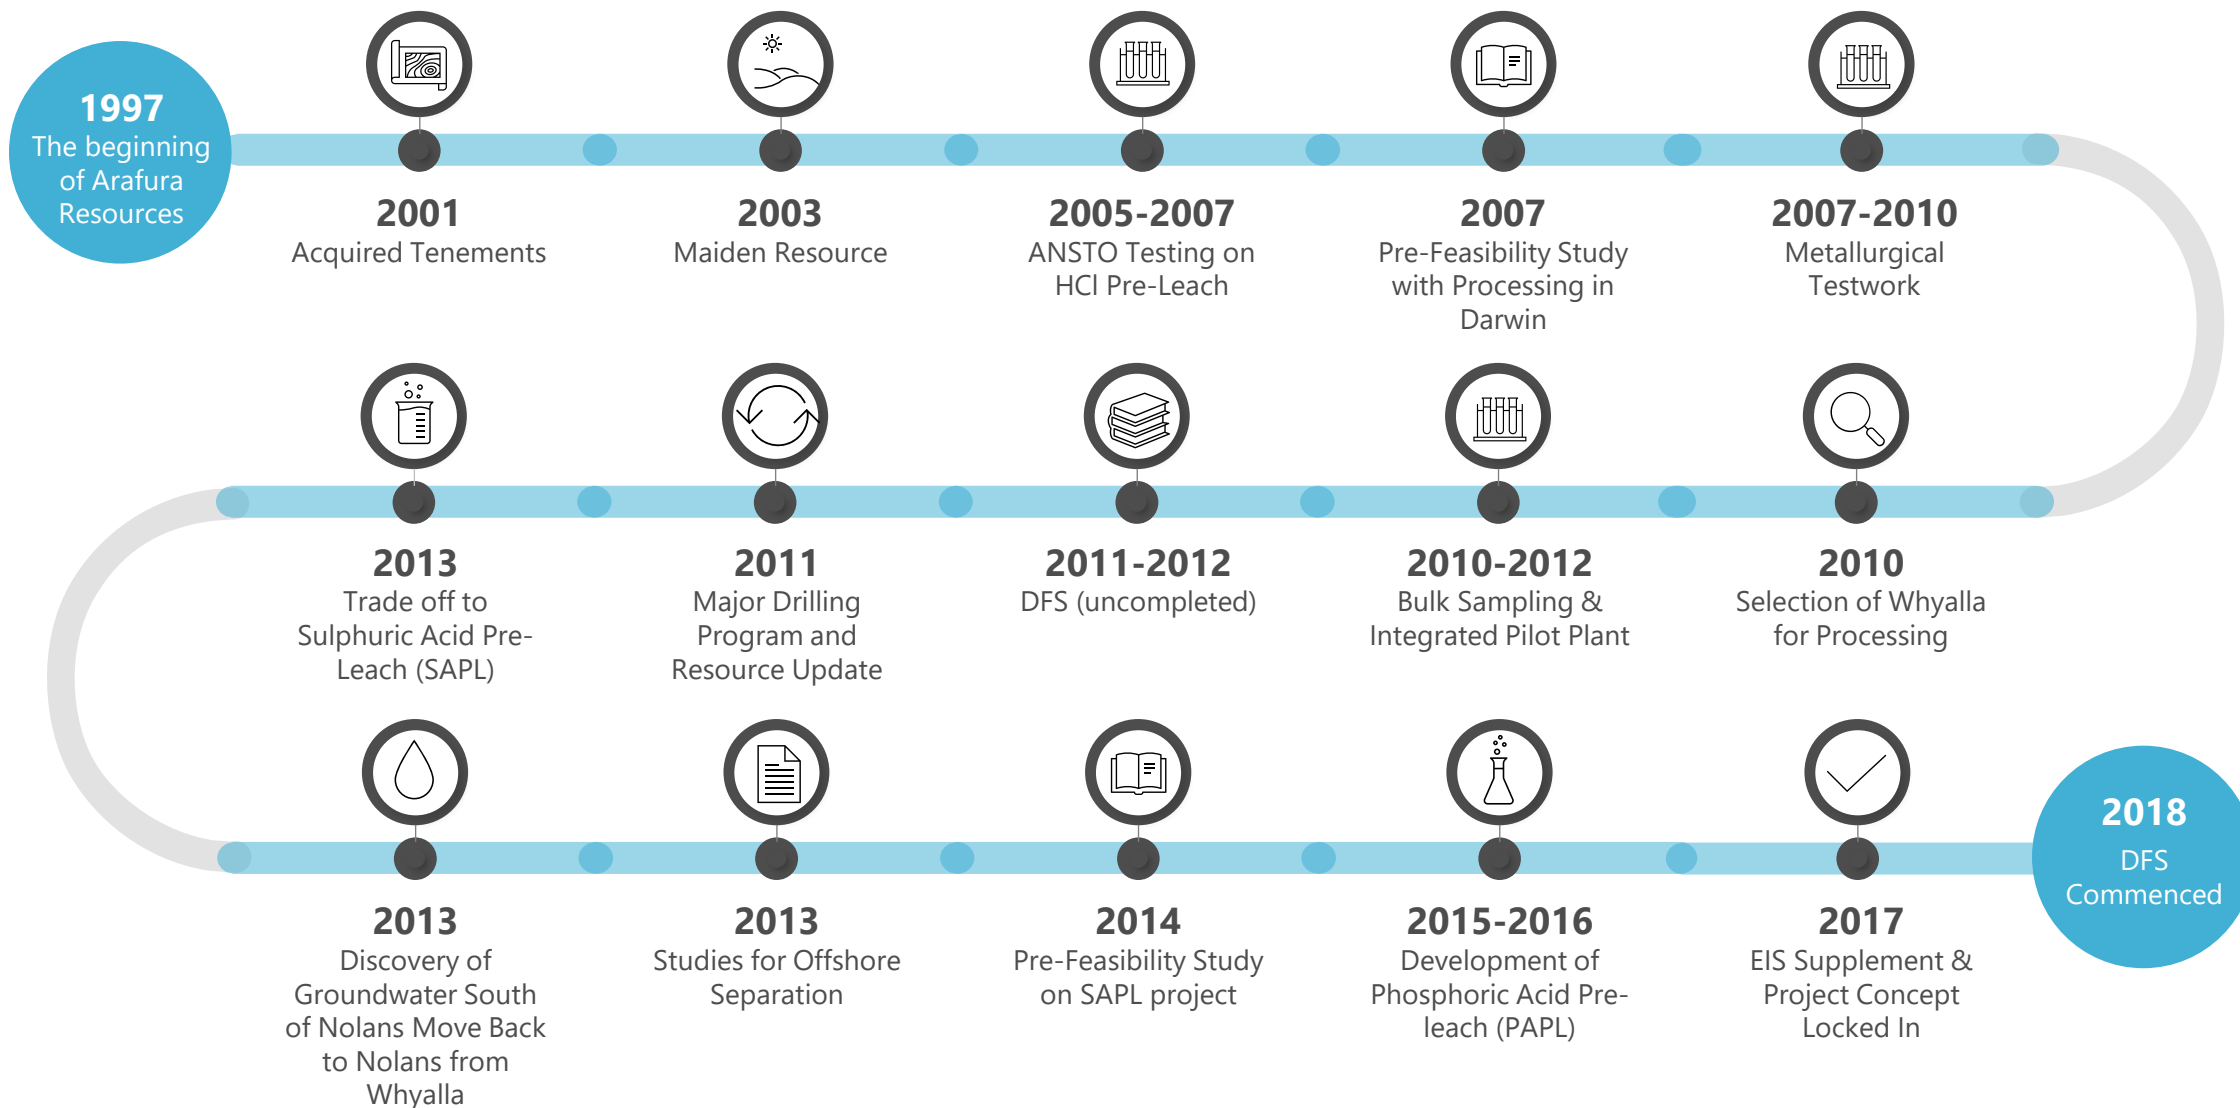 1997
The beginning
of Arafura
Resources
2001
Acquired Tenements
2003
Maiden Resource
2005-2007
ANSTO Testing on
HCl Pre-Leach
2007
Pre-Feasibility Study
with Processing in
Darwin
2007-2010
Metallurgical
Testwork
2013
Trade off to
Sulphuric Acid Pre-
Leach (SAPL)
2011
Major Drilling
Program and
Resource Update
2011-2012
DFS (uncompleted)
2010-2012
Bulk Sampling &
Integrated Pilot Plant
2010
Selection of Whyalla
for Processing
2013
Discovery of
Groundwater South
of Nolans Move Back
to Nolans from
Whyalla
2013
Studies for Offshore
Separation
2014
Pre-Feasibility Study
on SAPL project
2015-2016
Development of
Phosphoric Acid Pre-
leach (PAPL)
2017
EIS Supplement &
Project Concept
Locked In
2018
DFS
Commenced